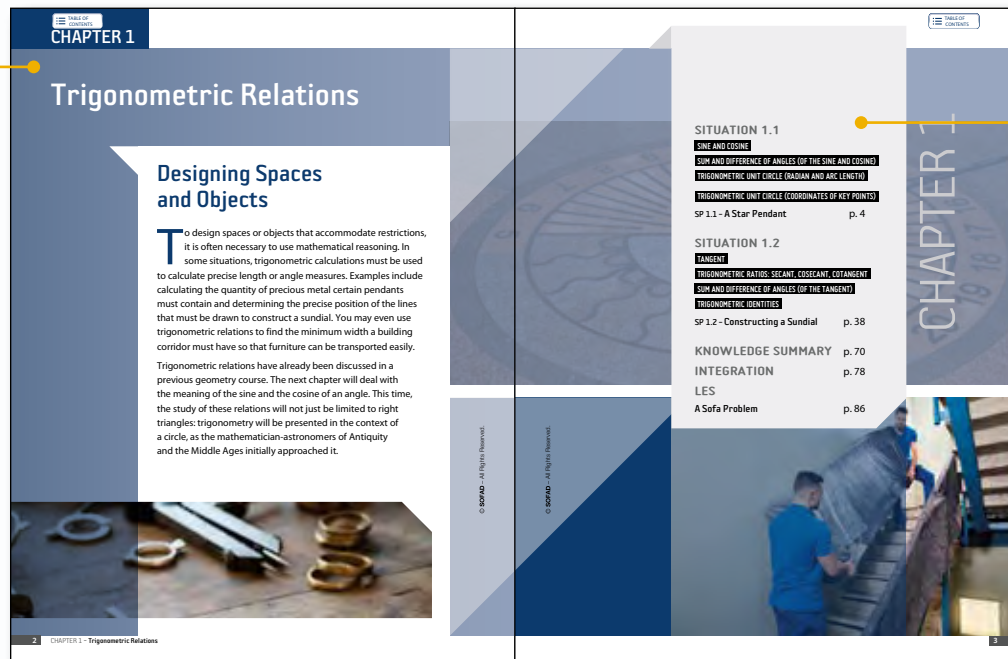 TABLE OF
CONTENTS
CHAPTER 1
Trigonometric Relations
Designing Spaces
and Objects
To design spaces or objects that accommodate restrictions,
it is often necessary to use mathematical reasoning. In
some situations, trigonometric calculations must be used
to calculate precise length or angle measures. Examples include
calculating the quantity of precious metal certain pendants
must contain and determining the precise position of the lines
that must be drawn to construct a sundial. You may even use
trigonometric relations to find the minimum width a building
corridor must have so that furniture can be transported easily.
Trigonometric relations have already been discussed in a
previous geometry course. The next chapter will deal with
the meaning of the sine and the cosine of an angle. This time,
the study of these relations will not just be limited to right
triangles: trigonometry will be presented in the context of
a circle, as the mathematician-astronomers of Antiquity
and the Middle Ages initially approached it.
© SOFAD – All Rights Reserved.
2 CHAPTER 1 – Trigonometric Relations
TABLE OF
CONTENTS
SITUATION 1.1
SINE AND COSINE
SUM AND DIFFERENCE OF ANGLES (OF THE SINE AND COSINE)
TRIGONOMETRIC UNIT CIRCLE (RADIAN AND ARC LENGTH)
TRIGONOMETRIC UNIT CIRCLE (COORDINATES OF KEY POINTS)
SP 1.1 – A Star Pendant p. 4
SITUATION 1.2
TANGENT
TRIGONOMETRIC RATIOS: SECANT, COSECANT, COTANGENT
SUM AND DIFFERENCE OF ANGLES (OF THE TANGENT)
TRIGONOMETRIC IDENTITIES
SP 1.2 – Constructing a Sundial p. 38
KNOWLEDGE SUMMARY p. 70
INTEGRATION p. 78
LES
A Sofa Problem p. 86
CHAPTER 1
© SOFAD – All Rights Reserved.
3